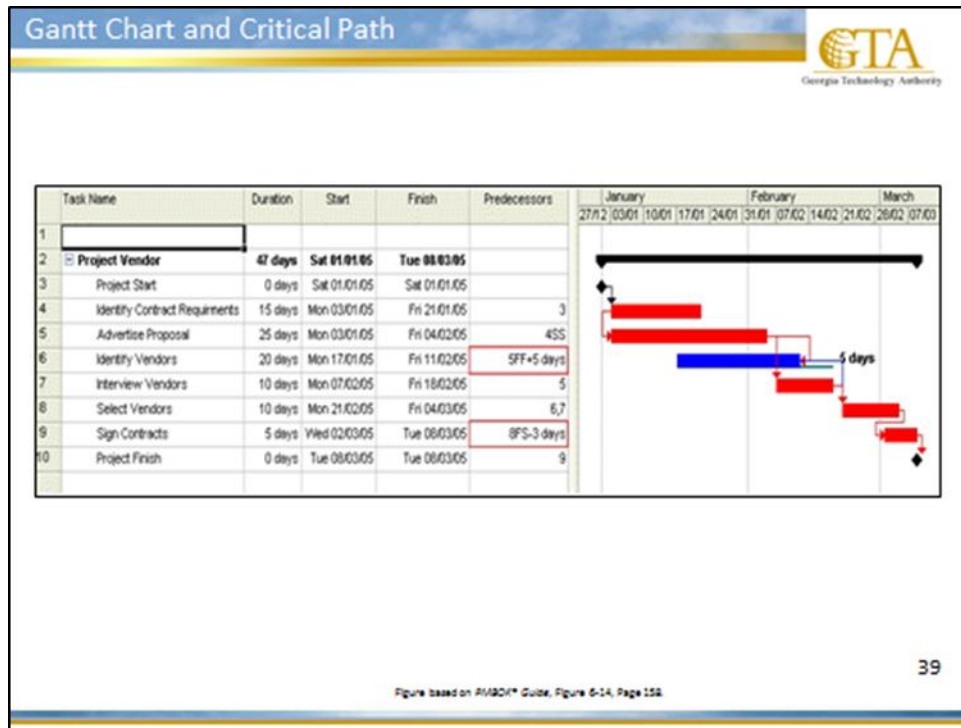 Gantt Chart and Critical Path
GTA
Georgia Technology Authority
Task Name Duration Start Finish Predecessors January February March
27/12 03/01 10/01 17/01 24/01 31/01 07/02 14/02 21/02 28/02 07/03
1
2 Project Vendor 47 days Sat 01/01/05 Tue 08/03/05
3 Project Start 0 days Sat 01/01/05 Sat 01/01/05
4 Identify Contract Requirments 15 days Mon 03/01/05 Fri 21/01/05 3
5 Advertise Proposal 25 days Mon 03/01/05 Fri 04/02/05 4SS
6 Identify Vendors 20 days Mon 17/01/05 Fri 11/02/05 5FF+5 days 5 days
7 Interview Vendors 10 days Mon 07/02/05 Fri 18/02/05 5
8 Select Vendors 10 days Mon 21/02/05 Fri 04/03/05 6,7
9 Sign Contracts 5 days Wed 02/03/05 Tue 08/03/05 8FS-3 days
10 Project Finish 0 days Tue 08/03/05 Tue 08/03/05 9
39
Figure based on PMBOK® Guide, Figure 6-14, Page 158.